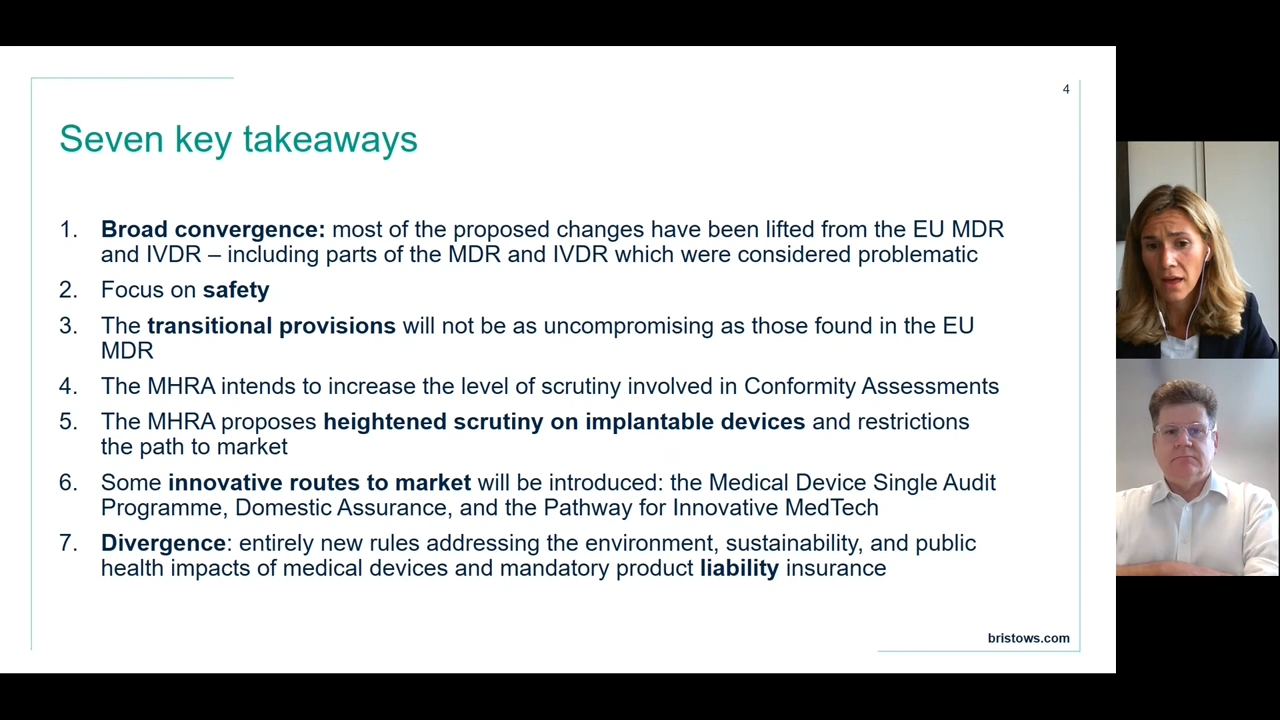 4
Seven key takeaways
1. Broad convergence: most of the proposed changes have been lifted from the EU MDR
and IVDR – including parts of the MDR and IVDR which were considered problematic
2. Focus on safety
3. The transitional provisions will not be as uncompromising as those found in the EU
MDR
4. The MHRA intends to increase the level of scrutiny involved in Conformity Assessments
5. The MHRA proposes heightened scrutiny on implantable devices and restrictions
the path to market
6. Some innovative routes to market will be introduced: the Medical Device Single Audit
Programme, Domestic Assurance, and the Pathway for Innovative MedTech
7. Divergence: entirely new rules addressing the environment, sustainability, and public
health impacts of medical devices and mandatory product liability insurance
bristows.com